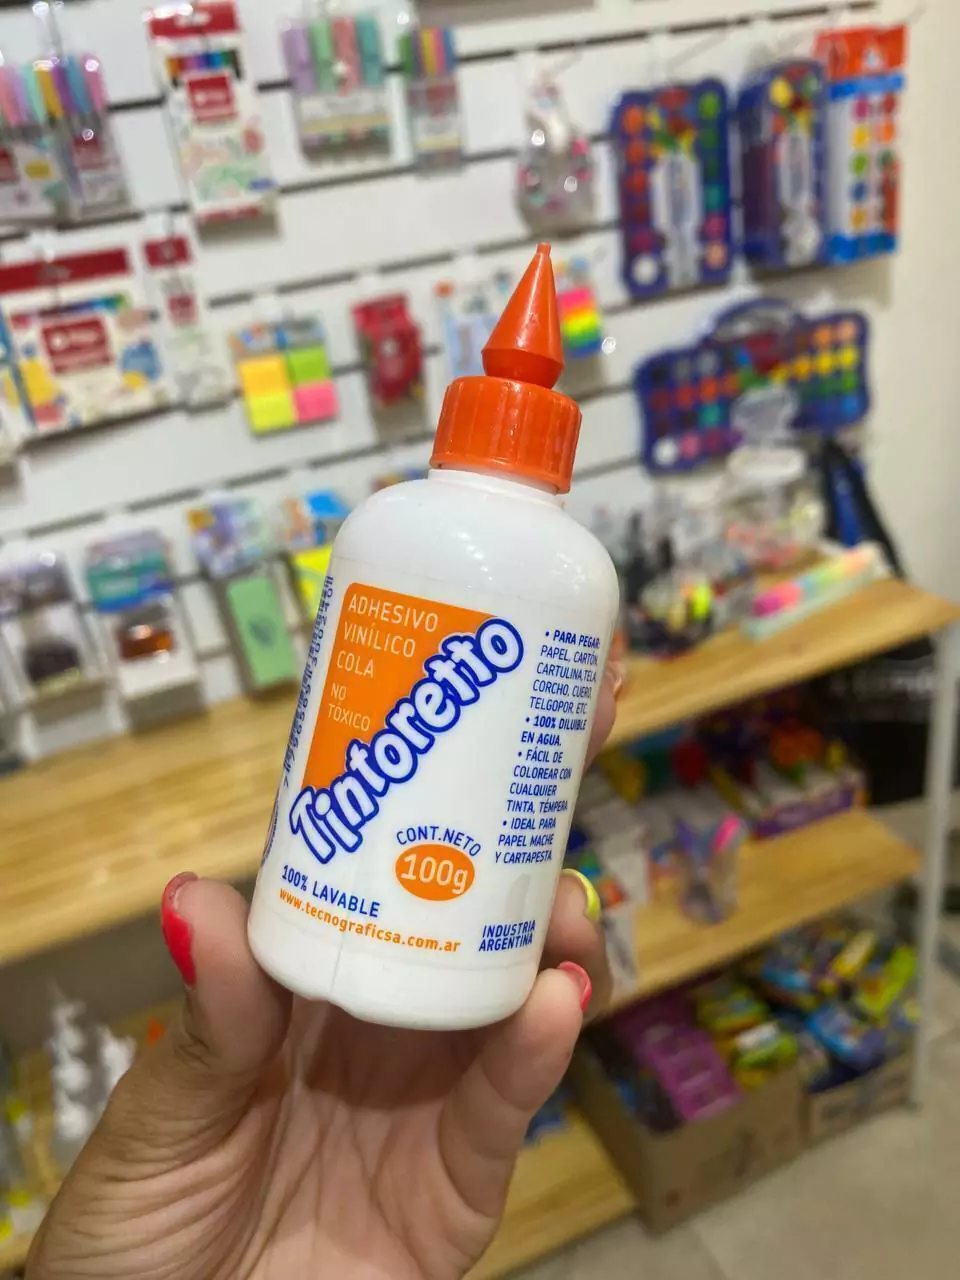 ADHESIVO
VINÍLICO
COLA
NO
TÓXICO
Tintoretto
• PARA PEGAR:
PAPEL, CARTÓN,
CARTULINA, TELA,
CORCHO, CUERO,
TELGOPOR, ETC.
• 100% DILUIBLE
EN AGUA.
• FÁCIL DE
COLOREAR CON
CUALQUIER
TINTA, TÉMPERA
• IDEAL PARA
PAPEL MACHÉ
Y CARTAPESTA
CONT. NETO
100g
100% LAVABLE
www.tecnograficsa.com.ar
INDUSTRIA
ARGENTINA